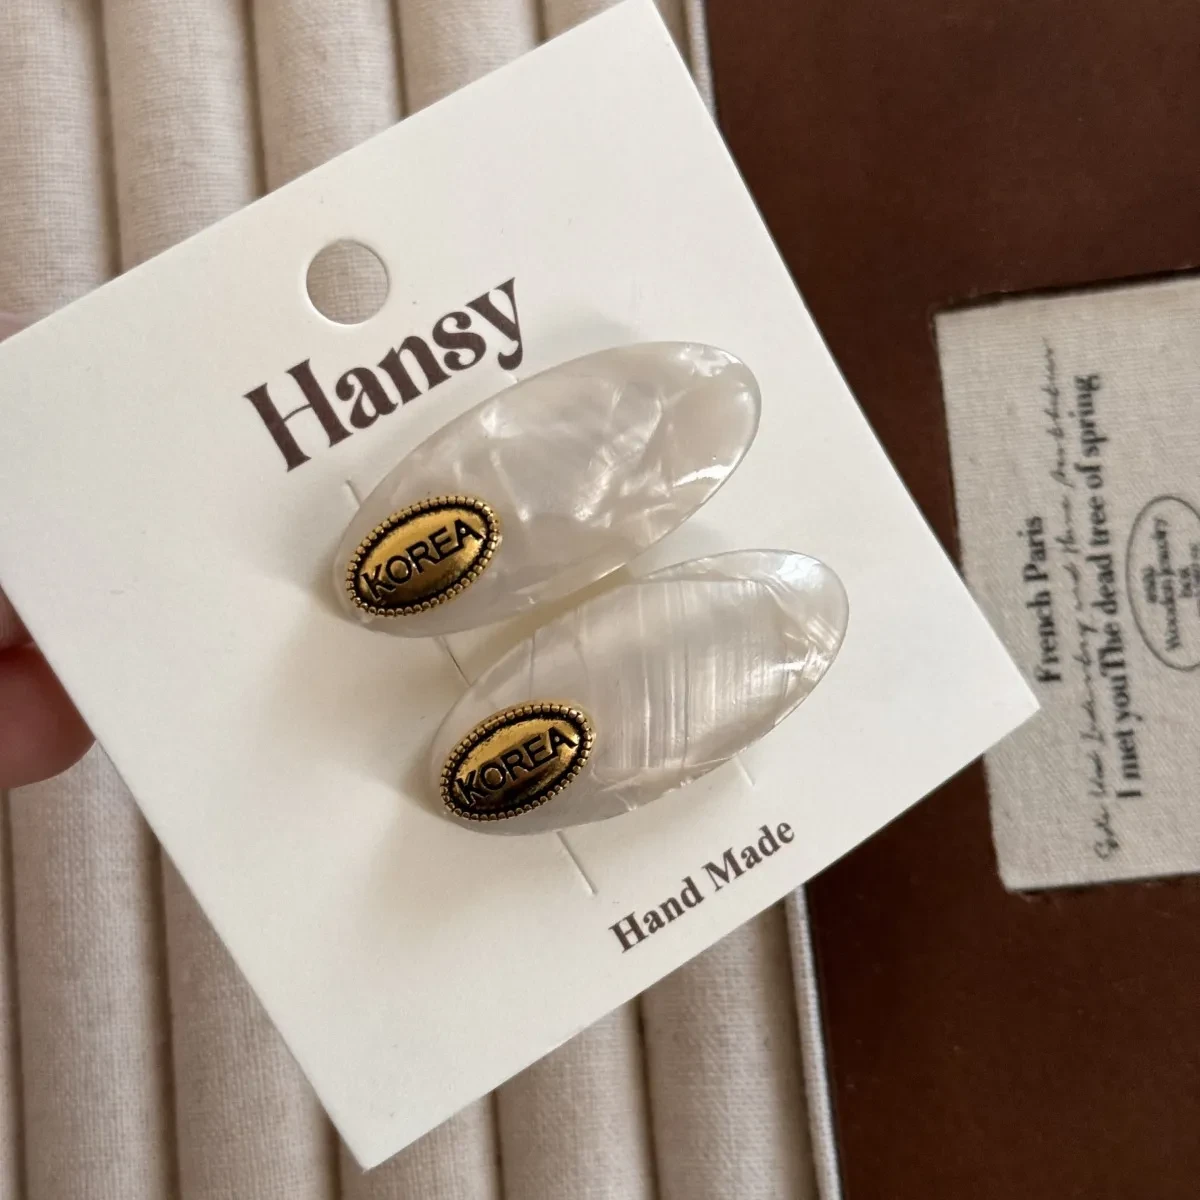 Hansy
KOREA
KOREA
Hand Made
French Paris
I met youThe dead tree of spring